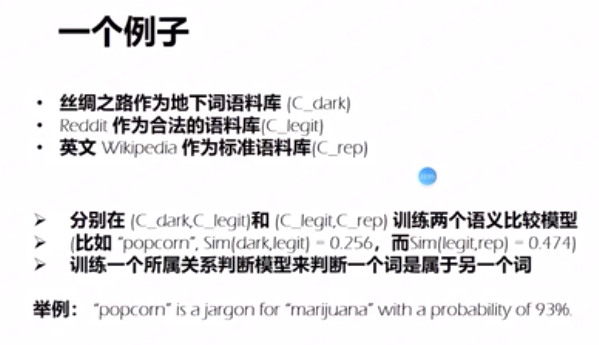 一个例子
• 丝绸之路作为地下词语料库 (C_dark)
• Reddit 作为合法的语料库(C_legit)
• 英文 Wikipedia 作为标准语料库(C_rep)
➢ 分别在 (C_dark,C_legit)和 (C_legit,C_rep) 训练两个语义比较模型
➢ (比如 “popcorn”, Sim(dark,legit) = 0.256，而Sim(legit,rep) = 0.474)
➢ 训练一个所属关系判断模型来判断一个词是属于另一个词
举例： “popcorn” is a jargon for “marijuana” with a probability of 93%.